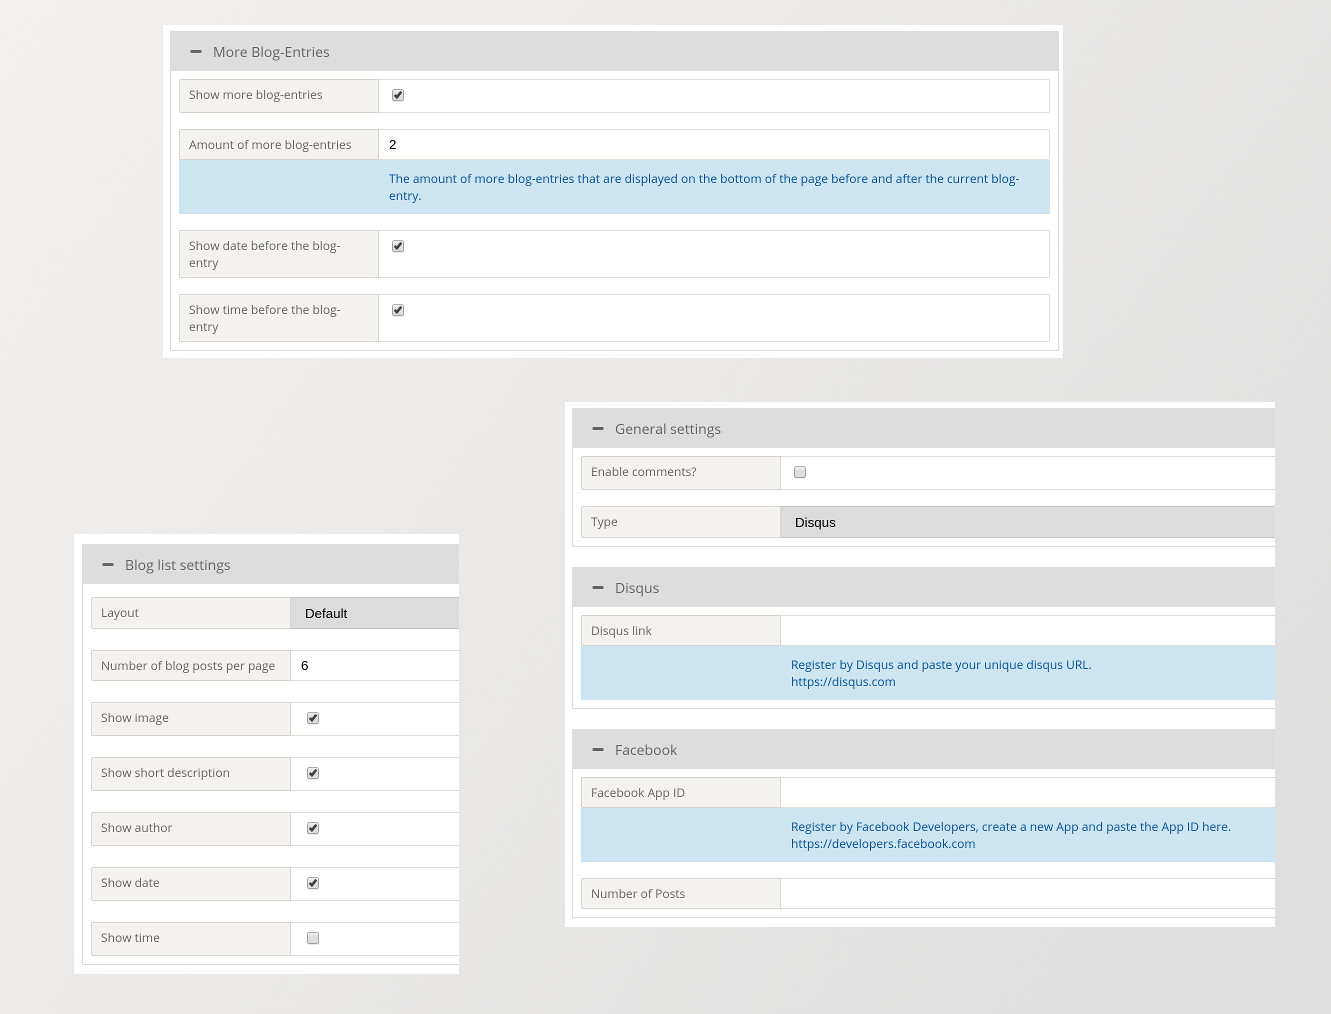 More Blog-Entries
Show more blog-entries
Amount of more blog-entries
2
The amount of more blog-entries that are displayed on the bottom of the page before and after the current blog-
entry.
Show date before the blog-
entry
Show time before the blog-
entry
General settings
Enable comments?
Type
Disqus
Disqus
Disqus link
Register by Disqus and paste your unique disqus URL.
https://disqus.com
Facebook
Facebook App ID
Register by Facebook Developers, create a new App and paste the App ID here.
https://developers.facebook.com
Number of Posts
Blog list settings
Layout
Default
Number of blog posts per page
6
Show image
Show short description
Show author
Show date
Show time